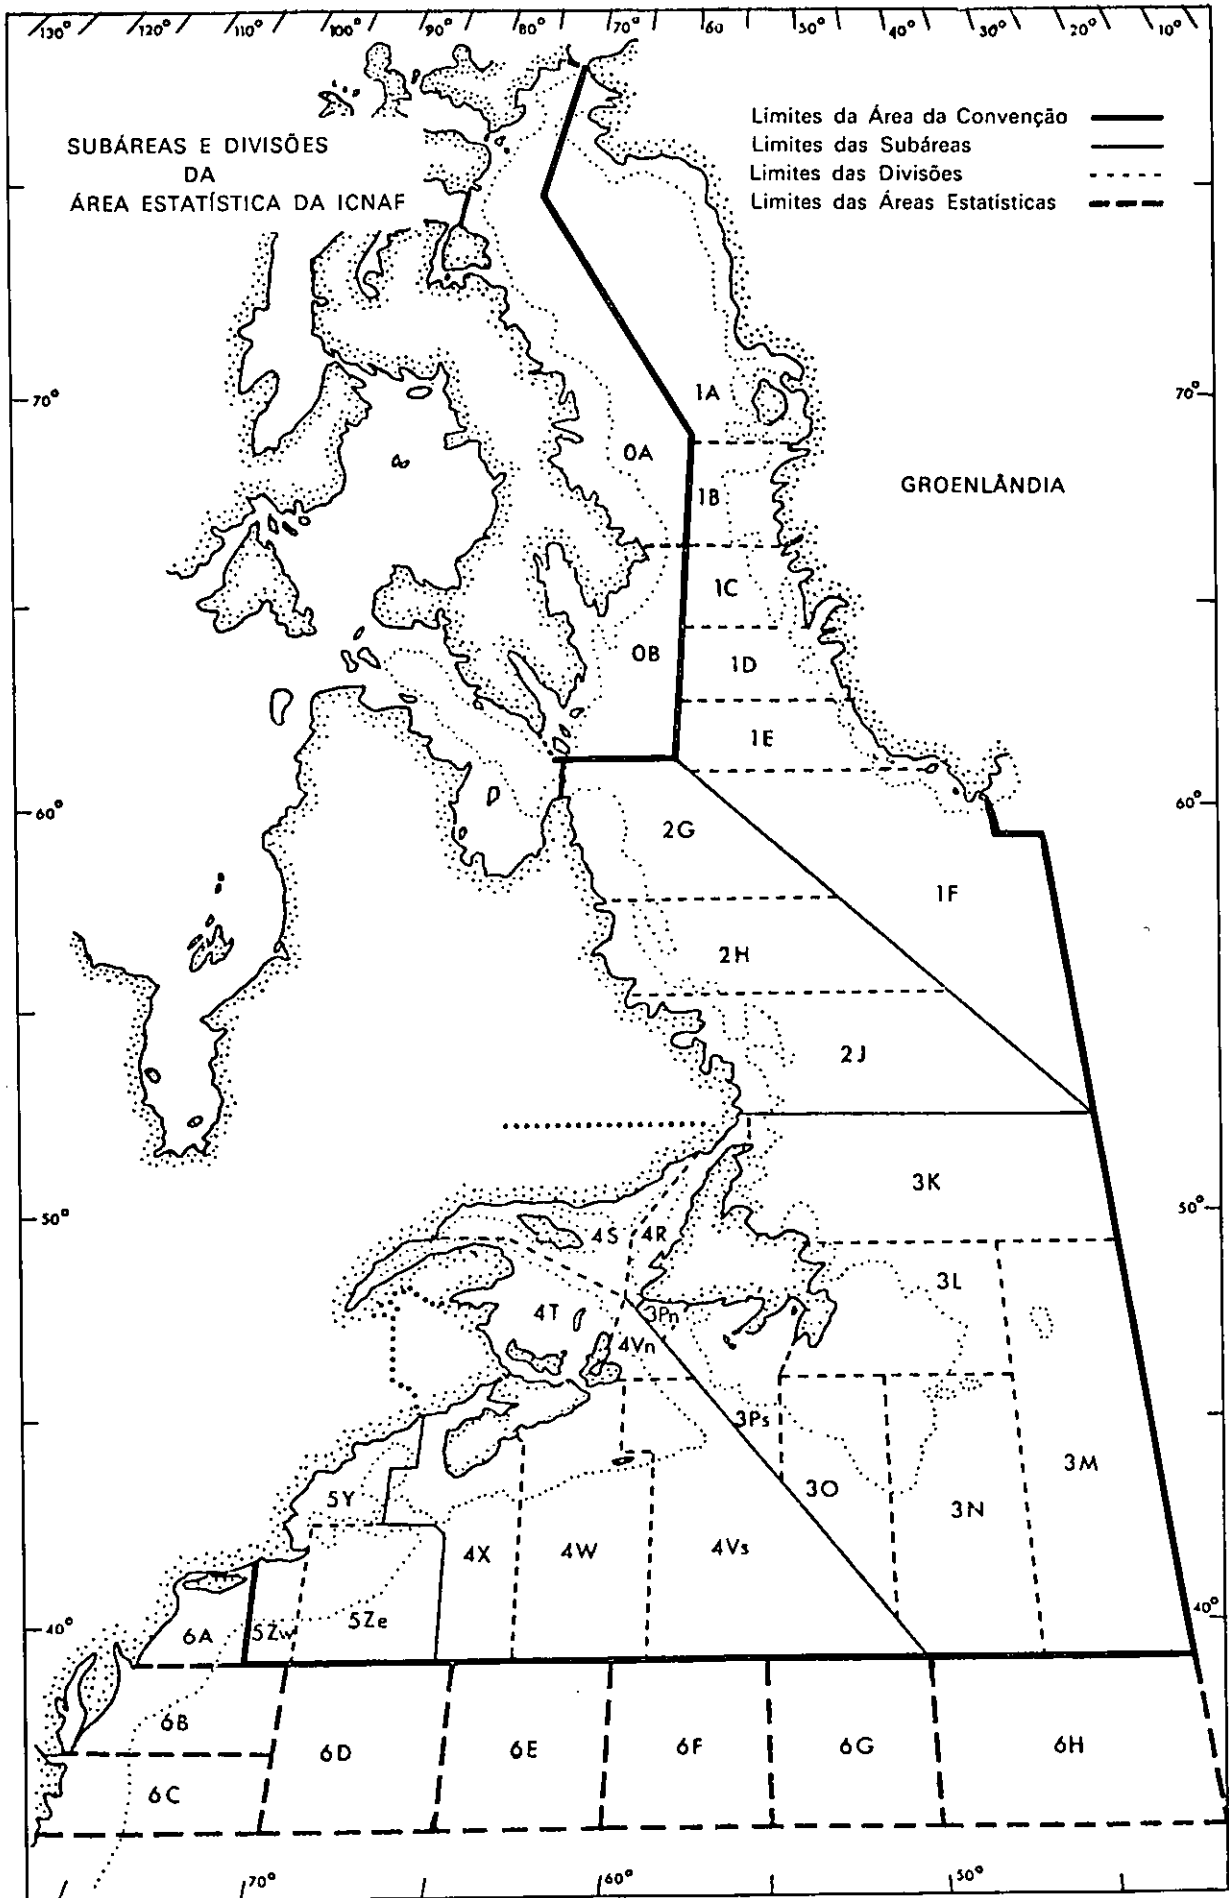 130° 120° 110° 100° 90° 80° 70° 60 50° 40° 30° 20° 10°
SUBÁREAS E DIVISÕES
DA
ÁREA ESTATÍSTICA DA ICNAF
Limites da Área da Convenção
Limites das Subáreas
Limites das Divisões
Limites das Áreas Estatísticas
70° 1A 70°
0A
GROENLÂNDIA
1B
1C
0B 1D
1E
60° 60°
2G
1F
2H
2J
3K
50° 50°
4S 4R
3L
4T 3Pn
4Vn
3Ps
3M
5Y 3O
3N
4X 4W 4Vs
40° 40°
6A 5Zw 5Ze
6B
6D 6E 6F 6G 6H
6C
70° 60° 50°